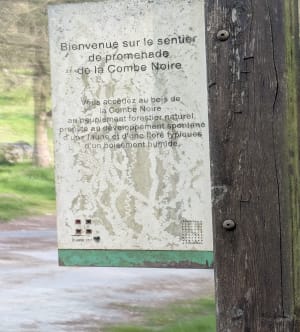 Bienvenue sur le sentier
de promenade
de la Combe Noire
Vous accédez au bois de
la Combe Noire
au peuplement forestier naturel
propice au développement spontané
d'une faune et d'une flore typiques
d'un boisement humide.